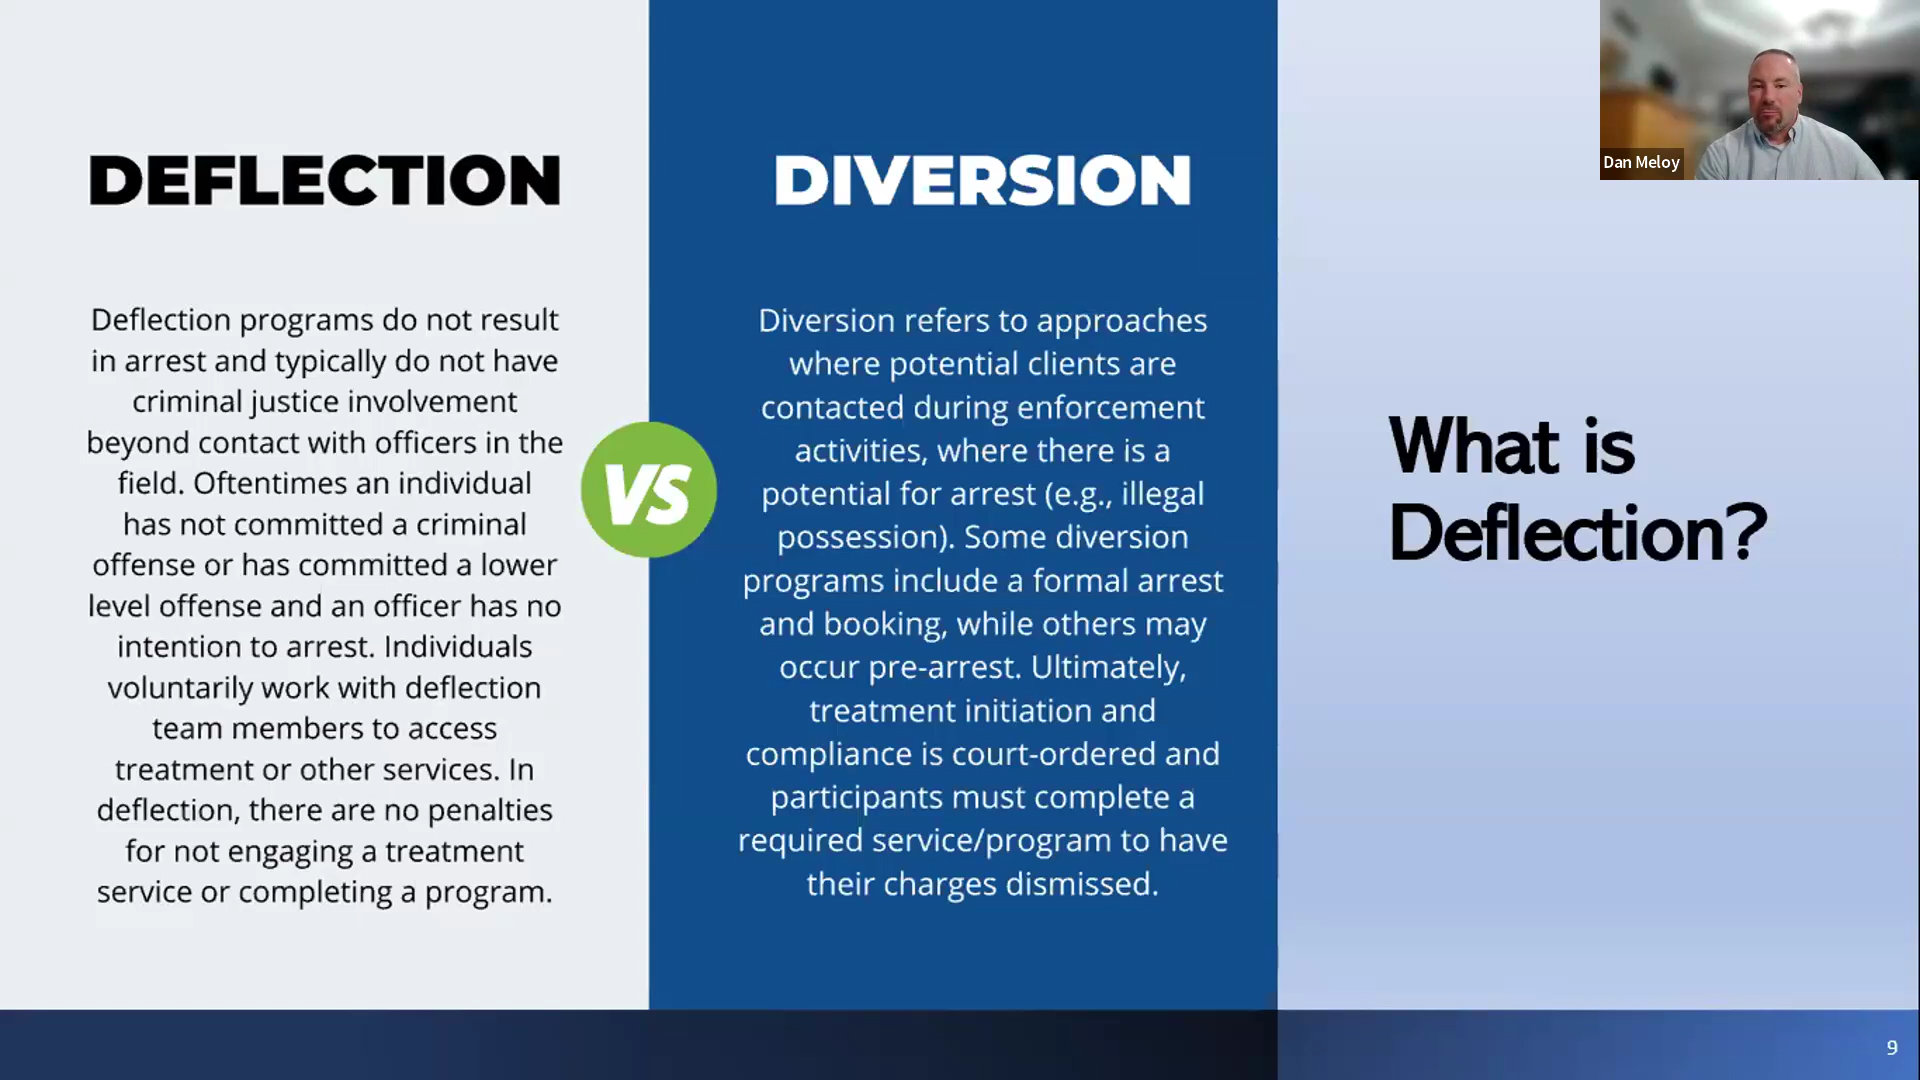 DEFLECTION
Deflection programs do not result
in arrest and typically do not have
criminal justice involvement
beyond contact with officers in the
field. Oftentimes an individual
has not committed a criminal
offense or has committed a lower
level offense and an officer has no
intention to arrest. Individuals
voluntarily work with deflection
team members to access
treatment or other services. In
deflection, there are no penalties
for not engaging a treatment
service or completing a program.
VS
DIVERSION
Diversion refers to approaches
where potential clients are
contacted during enforcement
activities, where there is a
potential for arrest (e.g., illegal
possession). Some diversion
programs include a formal arrest
and booking, while others may
occur pre-arrest. Ultimately,
treatment initiation and
compliance is court-ordered and
participants must complete a
required service/program to have
their charges dismissed.
What is
Deflection?
Dan Meloy
9